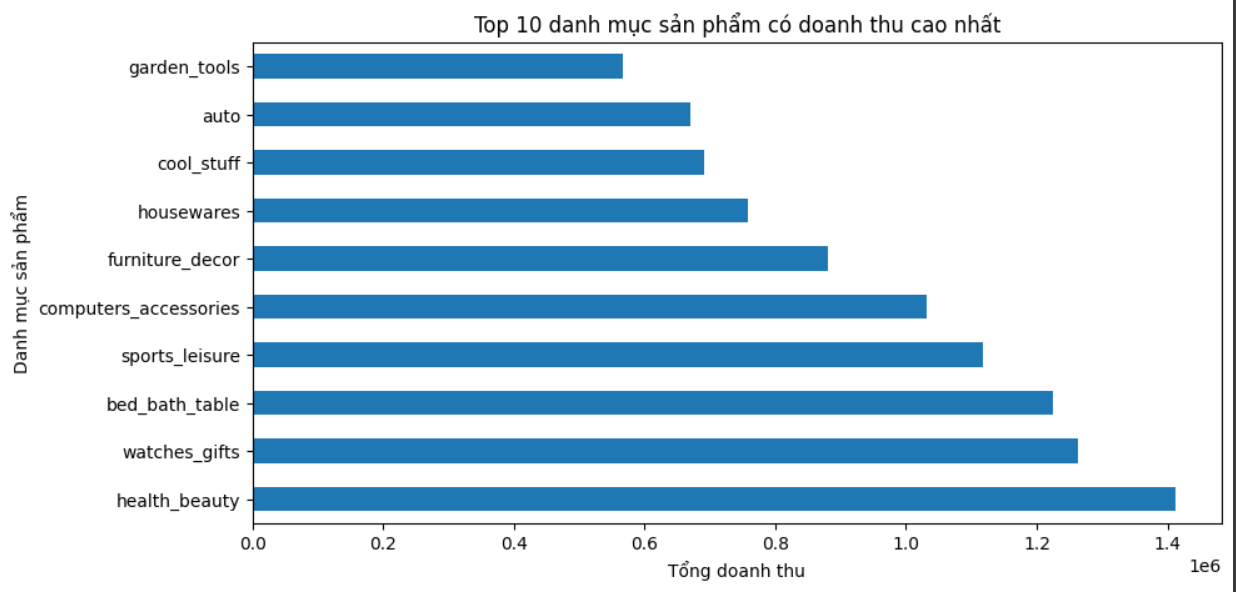 Top 10 danh mục sản phẩm có doanh thu cao nhất
Danh mục sản phẩm
garden_tools
auto
cool_stuff
housewares
furniture_decor
computers_accessories
sports_leisure
bed_bath_table
watches_gifts
health_beauty
0.0 0.2 0.4 0.6 0.8 1.0 1.2 1.4
1e6
Tổng doanh thu